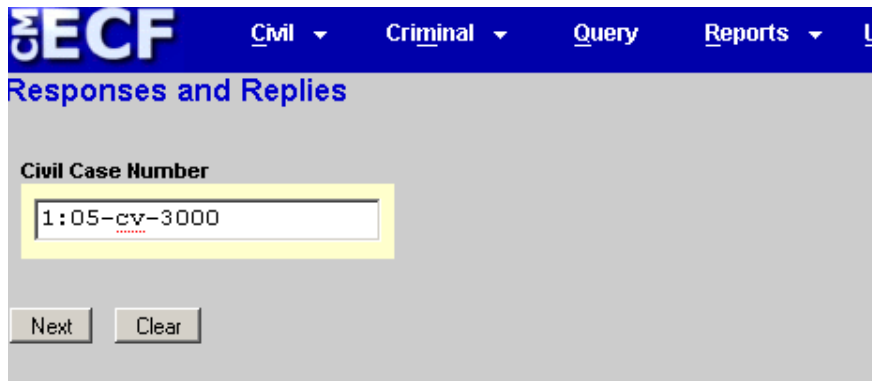 CM ECF Civil Criminal Query Reports U
Responses and Replies
Civil Case Number
1:05-cv-3000
Next Clear